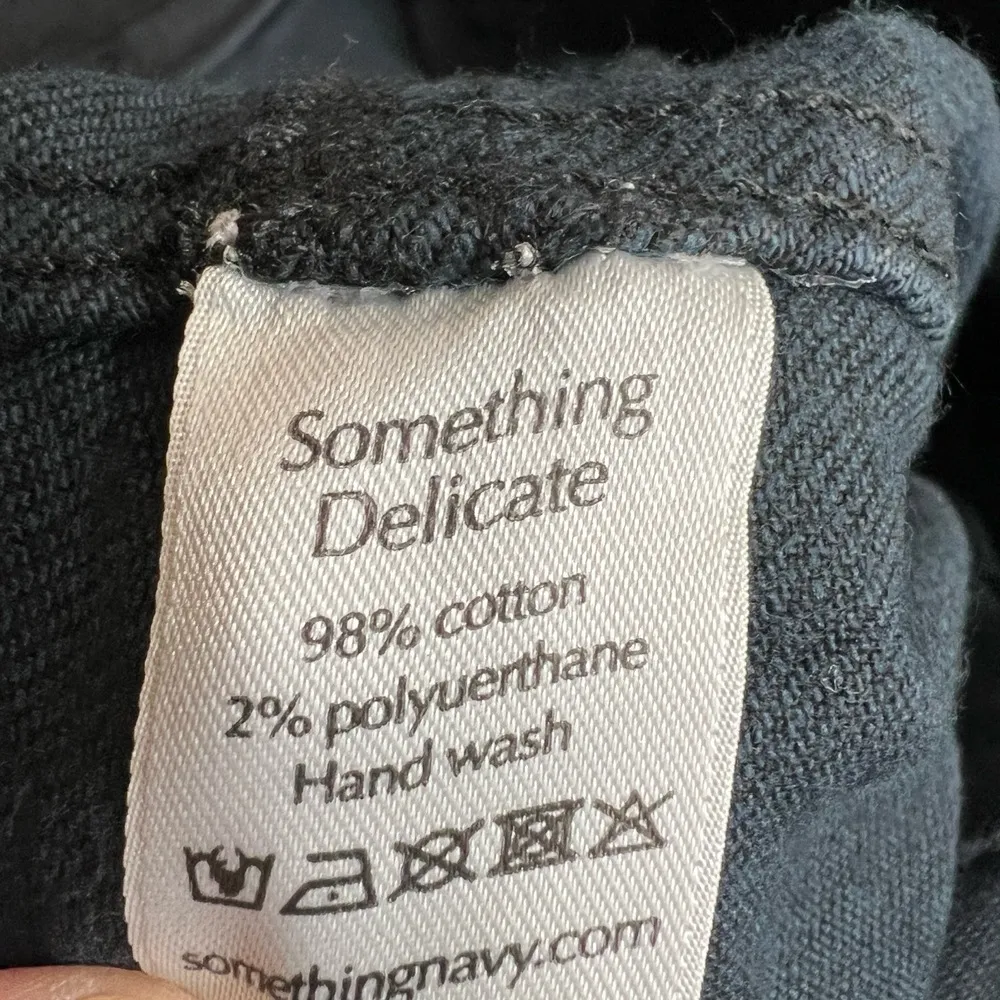 Something
Delicate
98% cotton
2% polyuerthane
Hand wash
somethingnavy.com